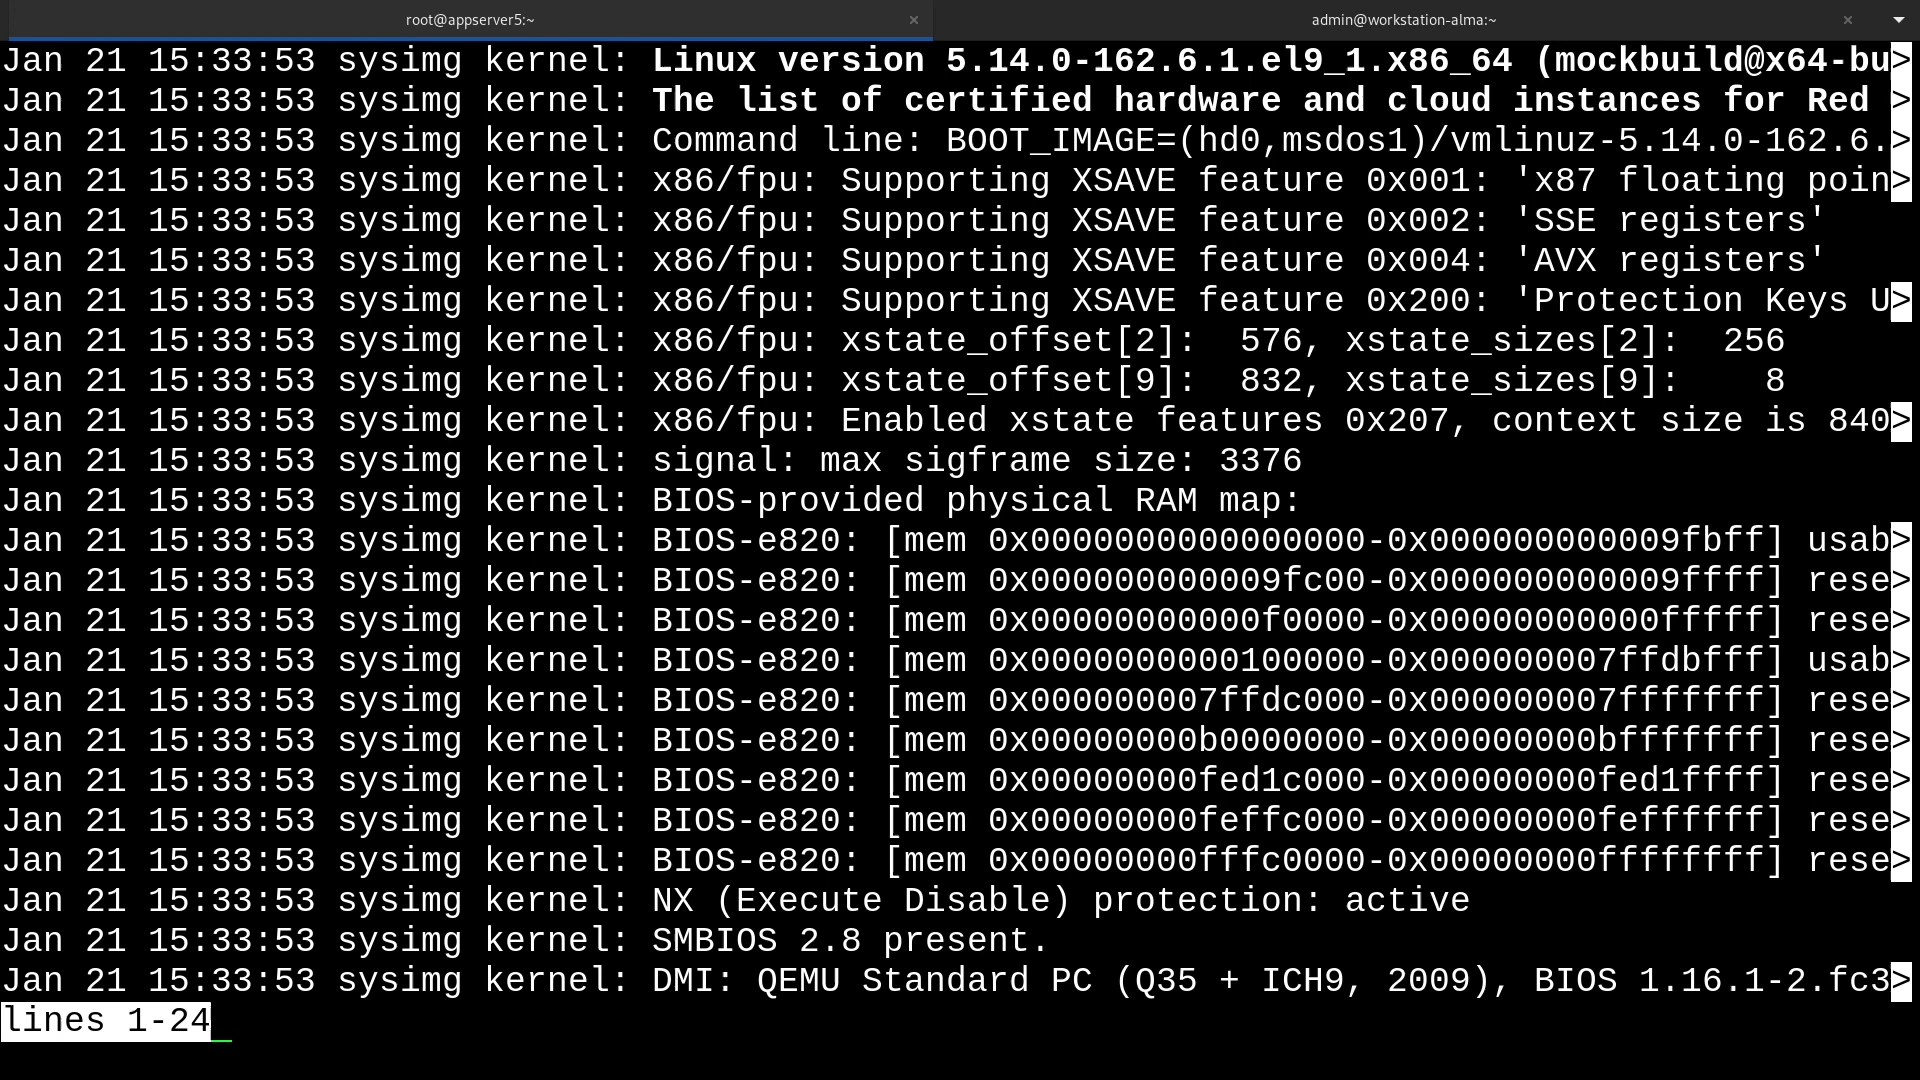 root@appserver5:~ × admin@workstation-alma:~ ×
Jan 21 15:33:53 sysimg kernel: Linux version 5.14.0-162.6.1.el9_1.x86_64 (mockbuild@x64-bu>
Jan 21 15:33:53 sysimg kernel: The list of certified hardware and cloud instances for Red >
Jan 21 15:33:53 sysimg kernel: Command line: BOOT_IMAGE=(hd0,msdos1)/vmlinuz-5.14.0-162.6.>
Jan 21 15:33:53 sysimg kernel: x86/fpu: Supporting XSAVE feature 0x001: 'x87 floating poin>
Jan 21 15:33:53 sysimg kernel: x86/fpu: Supporting XSAVE feature 0x002: 'SSE registers'
Jan 21 15:33:53 sysimg kernel: x86/fpu: Supporting XSAVE feature 0x004: 'AVX registers'
Jan 21 15:33:53 sysimg kernel: x86/fpu: Supporting XSAVE feature 0x200: 'Protection Keys U>
Jan 21 15:33:53 sysimg kernel: x86/fpu: xstate_offset[2]:  576, xstate_sizes[2]:  256
Jan 21 15:33:53 sysimg kernel: x86/fpu: xstate_offset[9]:  832, xstate_sizes[9]:    8
Jan 21 15:33:53 sysimg kernel: x86/fpu: Enabled xstate features 0x207, context size is 840>
Jan 21 15:33:53 sysimg kernel: signal: max sigframe size: 3376
Jan 21 15:33:53 sysimg kernel: BIOS-provided physical RAM map:
Jan 21 15:33:53 sysimg kernel: BIOS-e820: [mem 0x0000000000000000-0x000000000009fbff] usab>
Jan 21 15:33:53 sysimg kernel: BIOS-e820: [mem 0x000000000009fc00-0x000000000009ffff] rese>
Jan 21 15:33:53 sysimg kernel: BIOS-e820: [mem 0x00000000000f0000-0x00000000000fffff] rese>
Jan 21 15:33:53 sysimg kernel: BIOS-e820: [mem 0x0000000000100000-0x000000007ffdbfff] usab>
Jan 21 15:33:53 sysimg kernel: BIOS-e820: [mem 0x000000007ffdc000-0x000000007fffffff] rese>
Jan 21 15:33:53 sysimg kernel: BIOS-e820: [mem 0x00000000b0000000-0x00000000bfffffff] rese>
Jan 21 15:33:53 sysimg kernel: BIOS-e820: [mem 0x00000000fed1c000-0x00000000fed1ffff] rese>
Jan 21 15:33:53 sysimg kernel: BIOS-e820: [mem 0x00000000feffc000-0x00000000feffffff] rese>
Jan 21 15:33:53 sysimg kernel: BIOS-e820: [mem 0x00000000fffc0000-0x00000000ffffffff] rese>
Jan 21 15:33:53 sysimg kernel: NX (Execute Disable) protection: active
Jan 21 15:33:53 sysimg kernel: SMBIOS 2.8 present.
Jan 21 15:33:53 sysimg kernel: DMI: QEMU Standard PC (Q35 + ICH9, 2009), BIOS 1.16.1-2.fc3>
lines 1-24